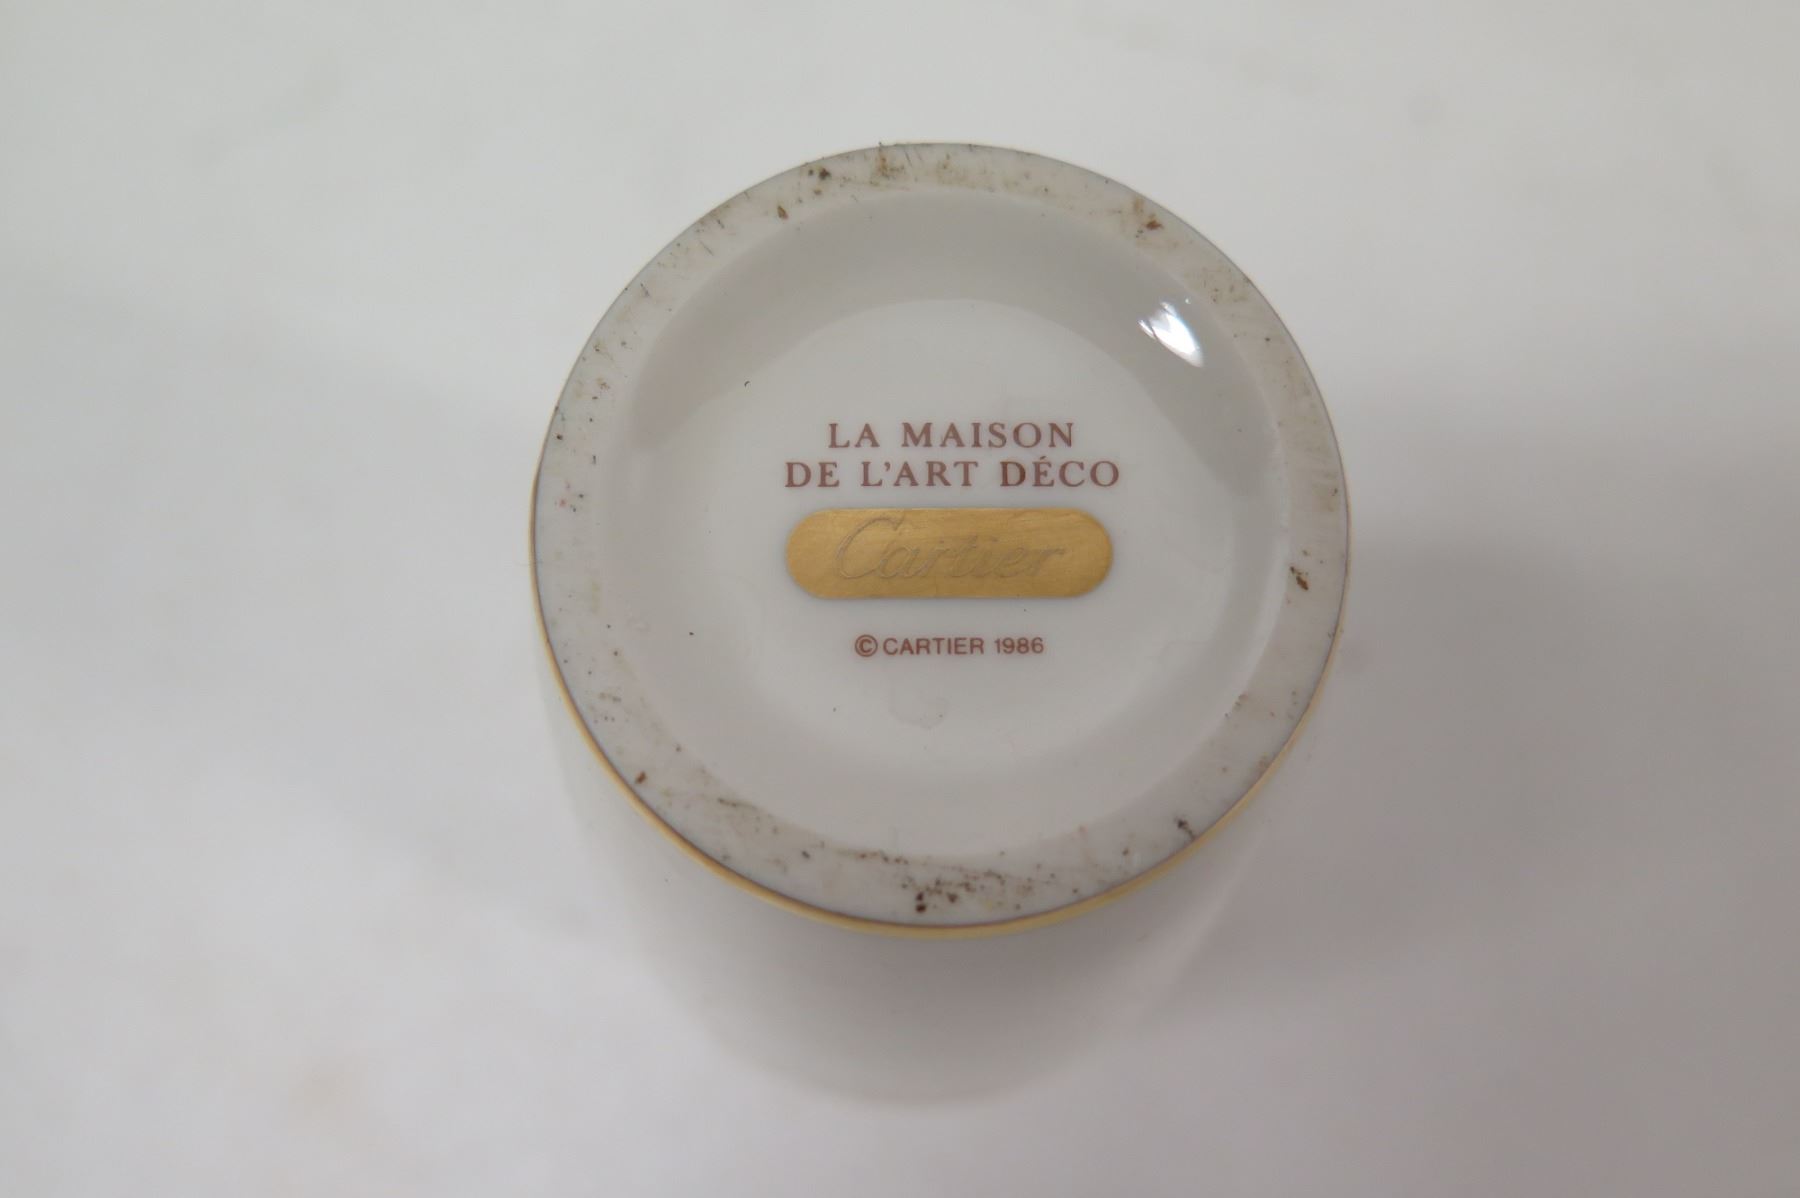 LA MAISON
DE L'ART DÉCO
Cartier
© CARTIER 1986